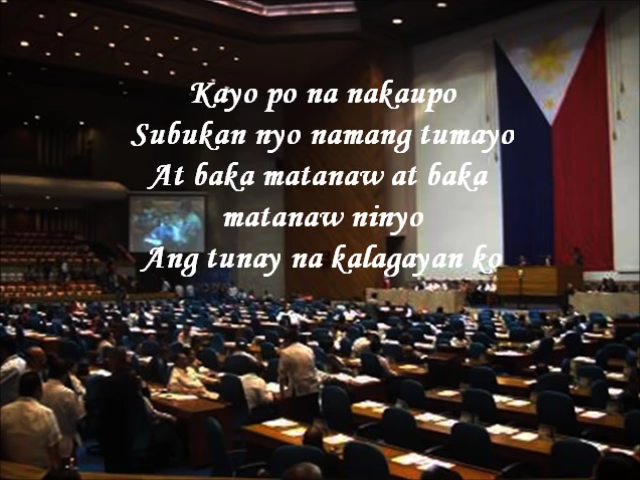 Kayo po na nakaupo
Subukan nyo namang tumayo
At baka matanaw at baka
matanaw ninyo
Ang tunay na kalagayan ko